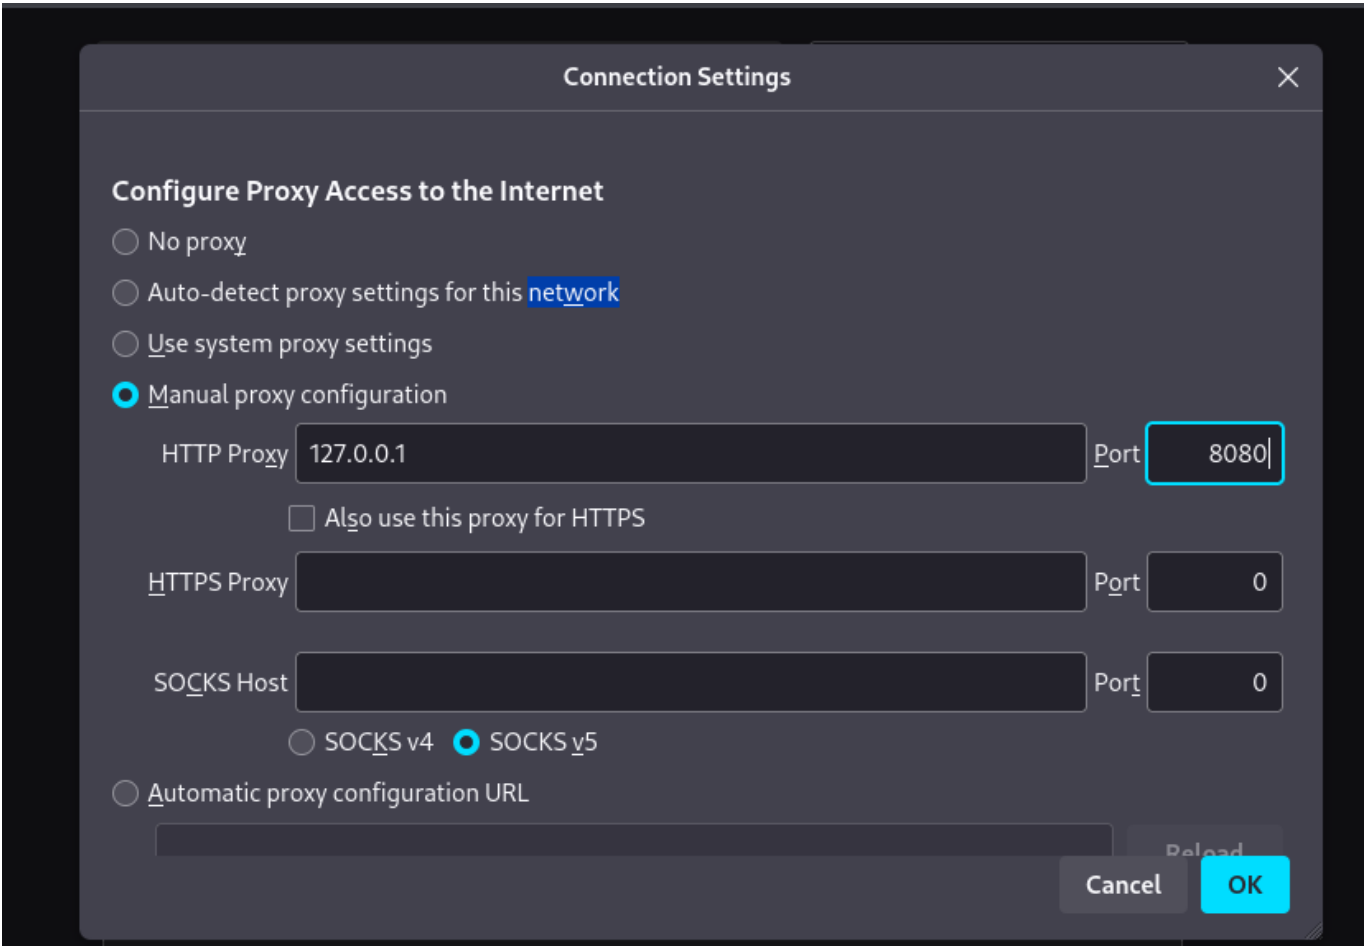 Connection Settings
Configure Proxy Access to the Internet
No proxy
Auto-detect proxy settings for this network
Use system proxy settings
Manual proxy configuration
HTTP Proxy 127.0.0.1 Port 8080
Also use this proxy for HTTPS
HTTPS Proxy Port 0
SOCKS Host Port 0
SOCKS v4 SOCKS v5
Automatic proxy configuration URL
Reload
Cancel OK